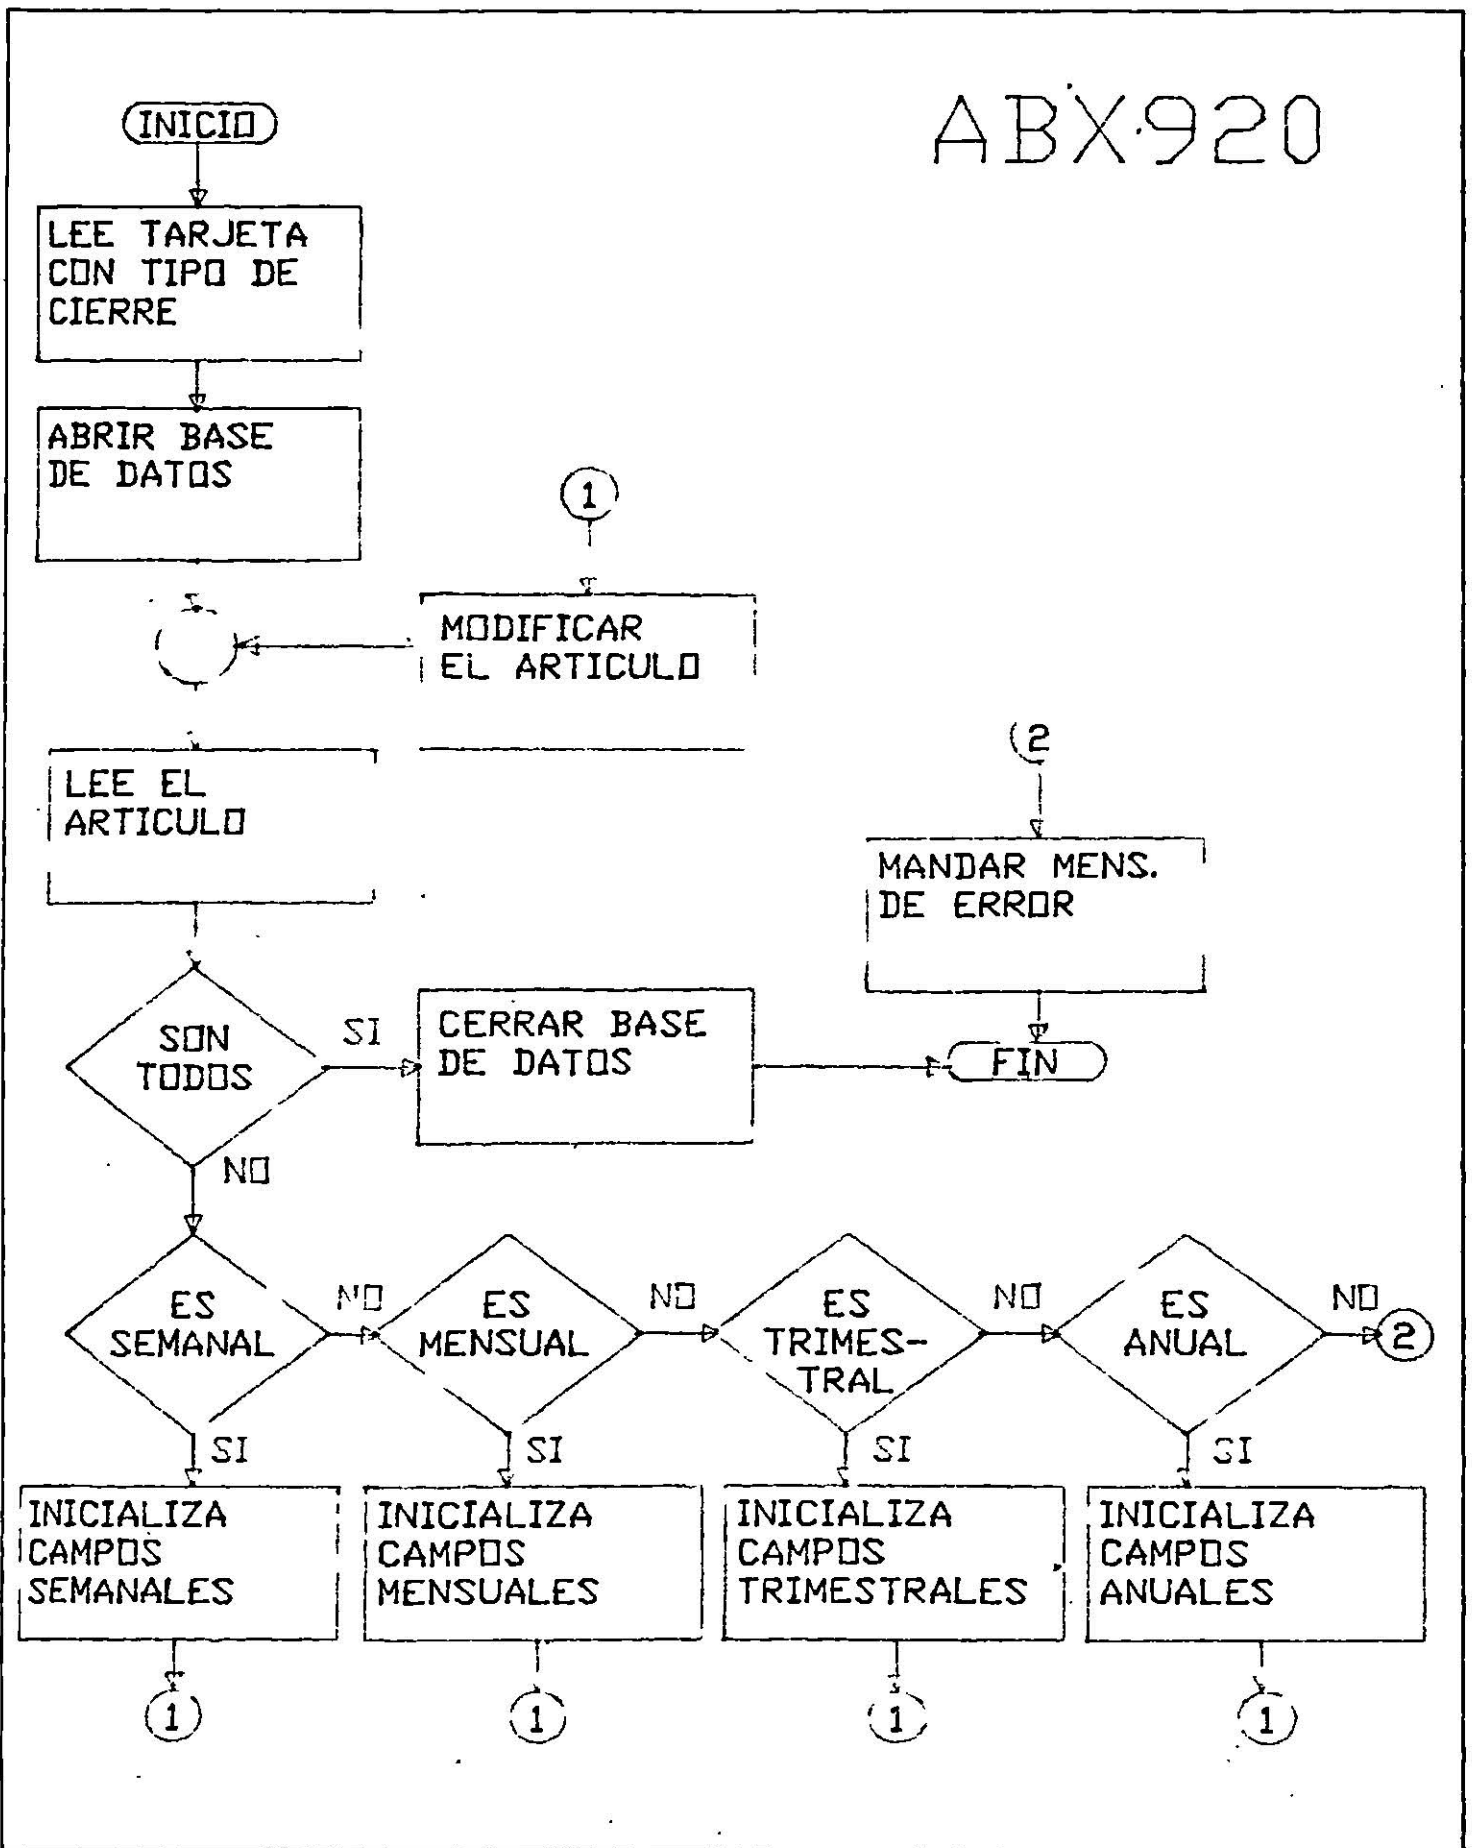 ABX920
INICIO
LEE TARJETA
CON TIPO DE
CIERRE
ABRIR BASE
DE DATOS
1
MODIFICAR
EL ARTICULO
LEE EL
ARTICULO
2
MANDAR MENS.
DE ERROR
SON
TODOS
SI
CERRAR BASE
DE DATOS
FIN
NO
ES
SEMANAL
NO
ES
MENSUAL
NO
ES
TRIMES-
TRAL
NO
ES
ANUAL
NO
2
SI
SI
SI
SI
INICIALIZA
CAMPOS
SEMANALES
INICIALIZA
CAMPOS
MENSUALES
INICIALIZA
CAMPOS
TRIMESTRALES
INICIALIZA
CAMPOS
ANUALES
1
1
1
1